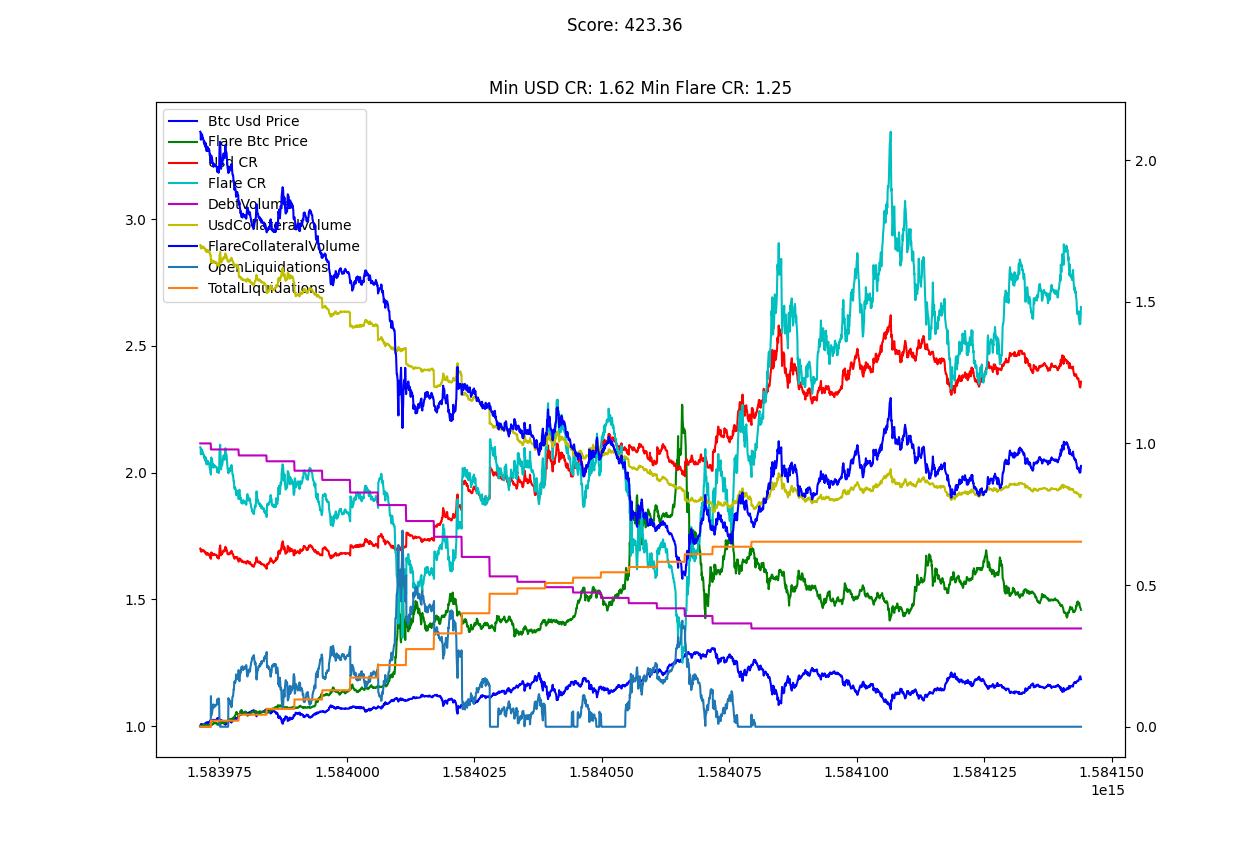 Score: 423.36
Min USD CR: 1.62 Min Flare CR: 1.25
Btc Usd Price
Flare Btc Price
Usd CR
Flare CR
DebtVolume
UsdCollateralVolume
FlareCollateralVolume
OpenLiquidations
TotalLiquidations
3.0
2.5
2.0
1.5
1.0
2.0
1.5
1.0
0.5
0.0
1.583975 1.584000 1.584025 1.584050 1.584075 1.584100 1.584125 1.584150
1e15